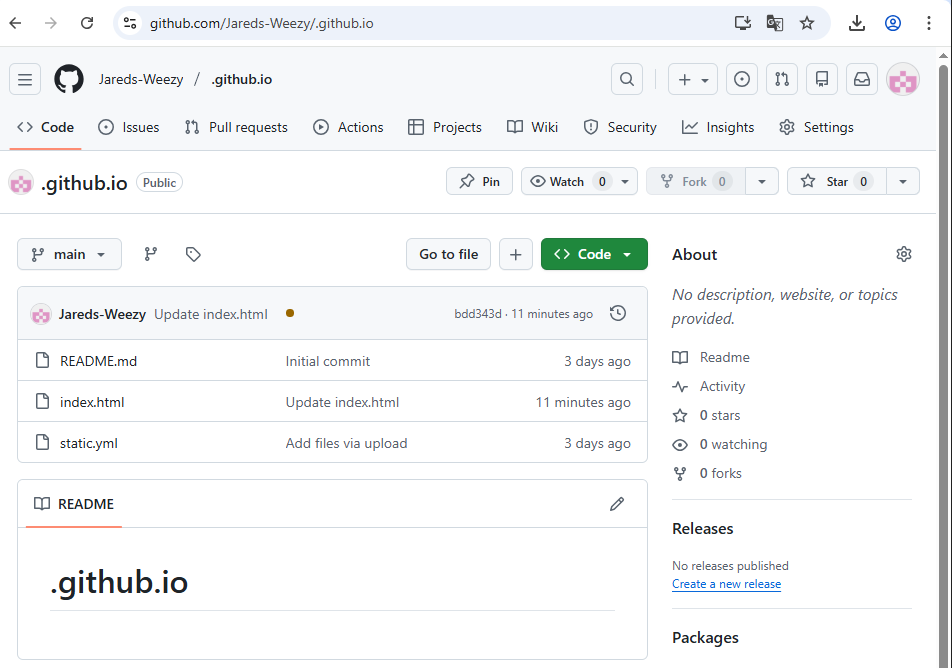 github.com/Jareds-Weezy/.github.io
Jareds-Weezy / .github.io
Code Issues Pull requests Actions Projects Wiki Security Insights Settings
.github.io Public Pin Watch 0 Fork 0 Star 0
main Go to file Code
Jareds-Weezy Update index.html bdd343d · 11 minutes ago
README.md Initial commit 3 days ago
index.html Update index.html 11 minutes ago
static.yml Add files via upload 3 days ago
README
.github.io
About
No description, website, or topics
provided.
Readme
Activity
0 stars
0 watching
0 forks
Releases
No releases published
Create a new release
Packages